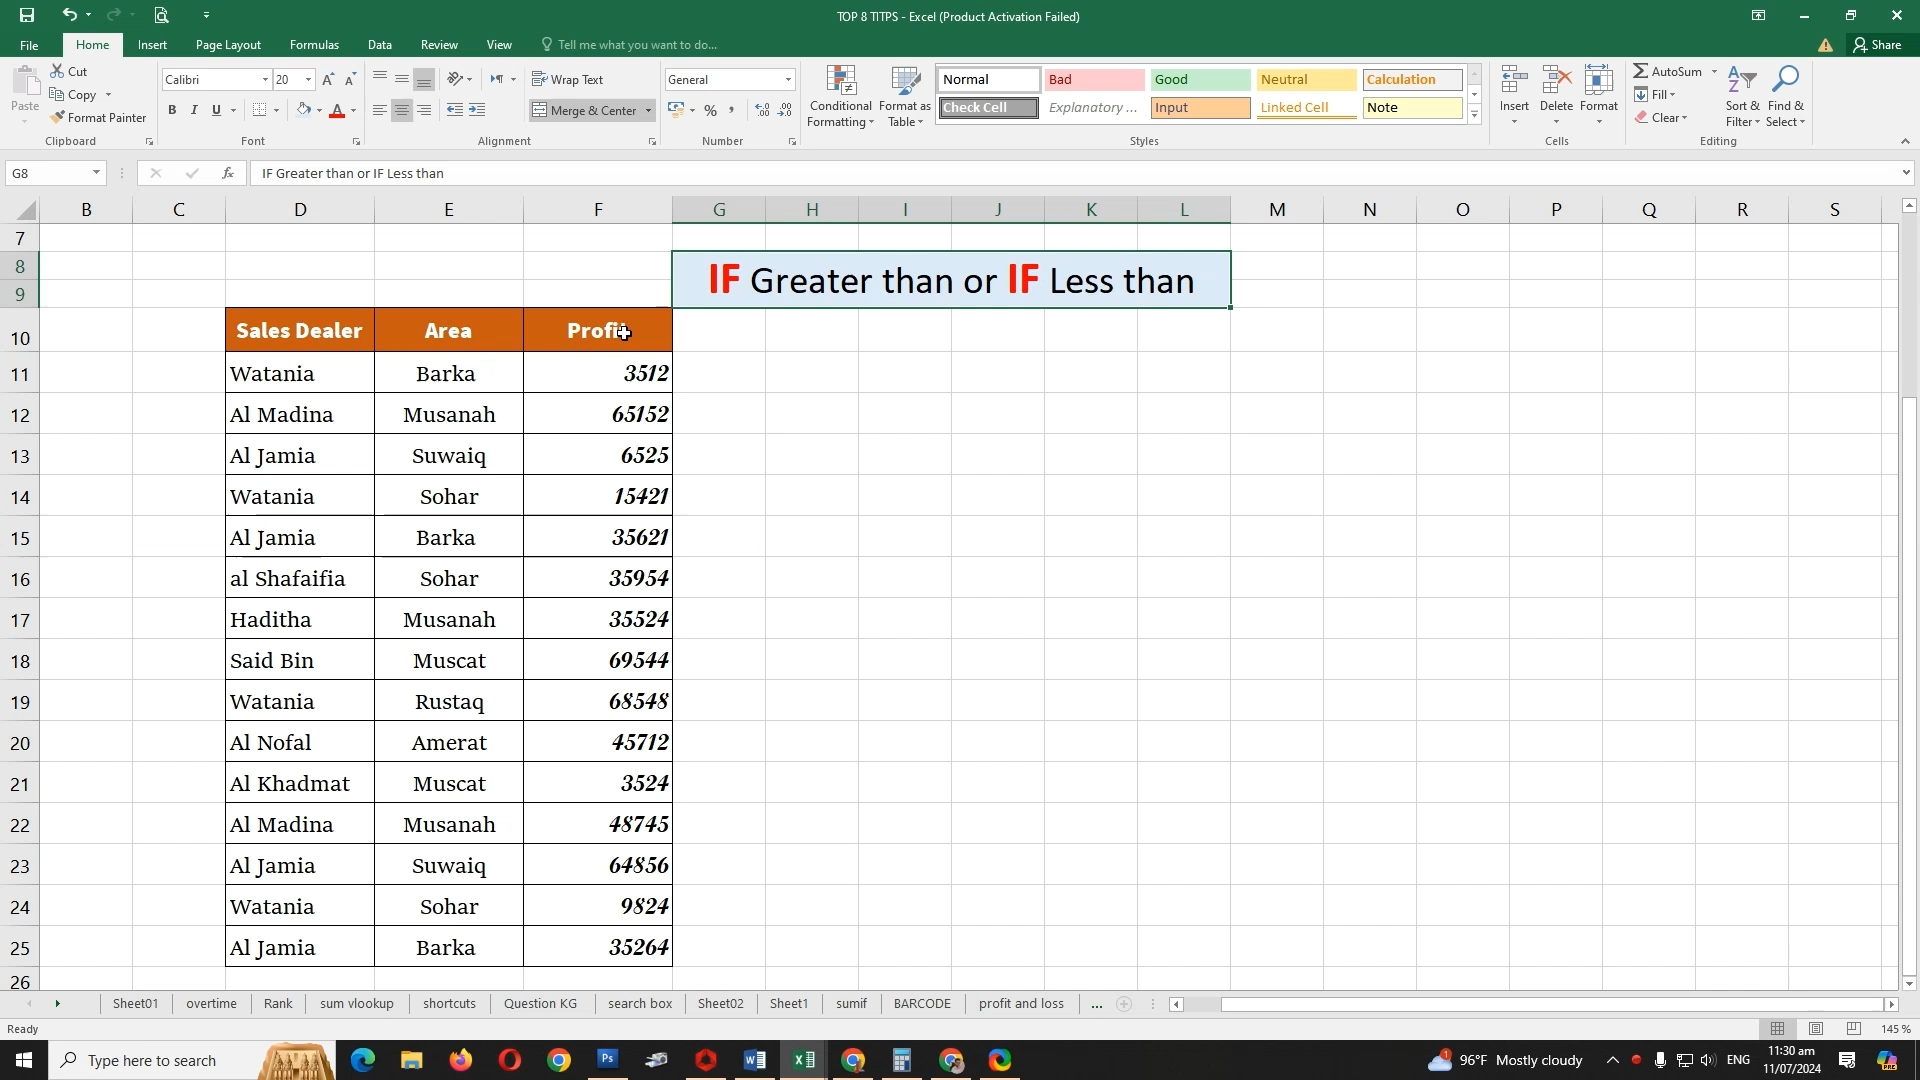 TOP 8 TITPS - Excel (Product Activation Failed)
File Home Insert Page Layout Formulas Data Review View Tell me what you want to do... Share
Paste Cut Copy Format Painter Clipboard
Calibri 20 A A B I U A Font
Wrap Text Merge & Center Alignment
General % , Number
Conditional Formatting Format as Table
Normal Bad Good Neutral Calculation
Check Cell Explanatory ... Input Linked Cell Note
Styles
Insert Delete Format Cells
AutoSum Fill Clear Sort & Filter Find & Select Editing
G8 fx IF Greater than or IF Less than
B C D E F G H I J K L M N O P Q R S
7
8 IF Greater than or IF Less than
9
10 Sales Dealer Area Profit
11 Watania Barka 3512
12 Al Madina Musanah 65152
13 Al Jamia Suwaiq 6525
14 Watania Sohar 15421
15 Al Jamia Barka 35621
16 al Shafaifia Sohar 35954
17 Haditha Musanah 35524
18 Said Bin Muscat 69544
19 Watania Rustaq 68548
20 Al Nofal Amerat 45712
21 Al Khadmat Muscat 3524
22 Al Madina Musanah 48745
23 Al Jamia Suwaiq 64856
24 Watania Sohar 9824
25 Al Jamia Barka 35264
26
Sheet01 overtime Rank sum vlookup shortcuts Question KG search box Sheet02 Sheet1 sumif BARCODE profit and loss ...
Ready 145 %
Type here to search 96°F Mostly cloudy ENG 11:30 am
11/07/2024